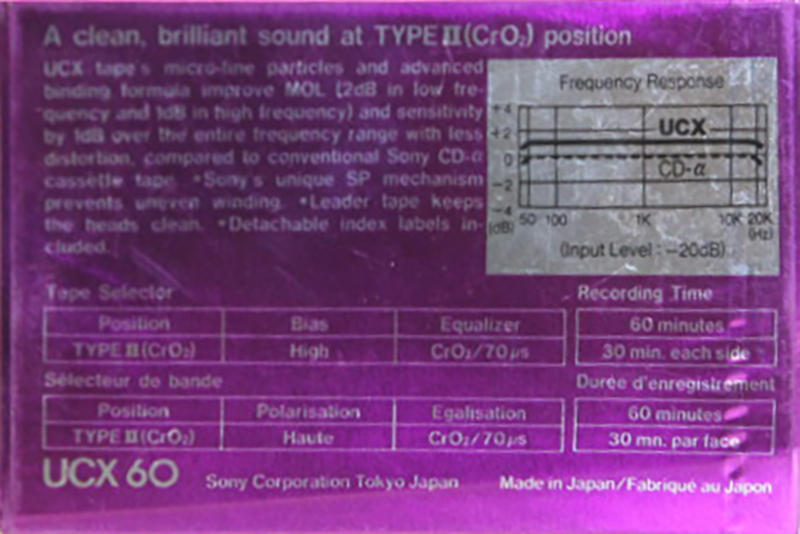 A clean, brilliant sound at TYPE II (CrO₂) position
UCX tape's micro-fine particles and advanced
binding formula improve MOL (2dB in low fre-
quency and 1dB in high frequency) and sensitivity
by 1dB over the entire frequency range with less
distortion, compared to conventional Sony CD-α
cassette tape. •Sony's unique SP mechanism
prevents uneven winding. •Leader tape keeps
the heads clean. •Detachable index labels in-
cluded.
Frequency Response
+4
+2
0
−2
−4
(dB)
UCX
CD-α
50 100 1K 10K 20K
(Hz)
(Input Level : −20dB)
Tape Selector Recording Time
Position Bias Equalizer 60 minutes
TYPE II (CrO₂) High CrO₂/70μs 30 min. each side
Sélecteur de bande Durée d'enregistrement
Position Polarisation Egalisation 60 minutes
TYPE II (CrO₂) Haute CrO₂/70μs 30 mn. par face
UCX 60 Sony Corporation Tokyo Japan Made in Japan/Fabriqué au Japon